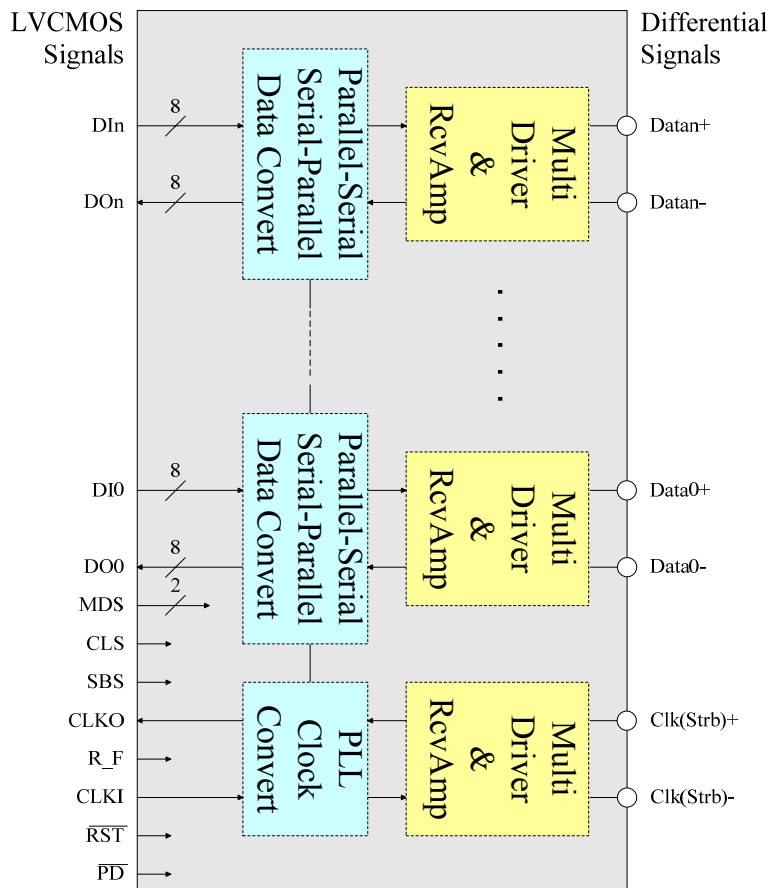 LVCMOS
Signals
Differential
Signals
DIn
8
DOn
8
Parallel-Serial
Serial-Parallel
Data Convert
Multi
Driver
&
RcvAmp
Datan+
Datan-
DI0
8
DO0
8
Parallel-Serial
Serial-Parallel
Data Convert
Multi
Driver
&
RcvAmp
Data0+
Data0-
MDS
2
CLS
SBS
CLKO
R_F
CLKI
R̅S̅T̅
P̅D̅
PLL
Clock
Convert
Multi
Driver
&
RcvAmp
Clk(Strb)+
Clk(Strb)-